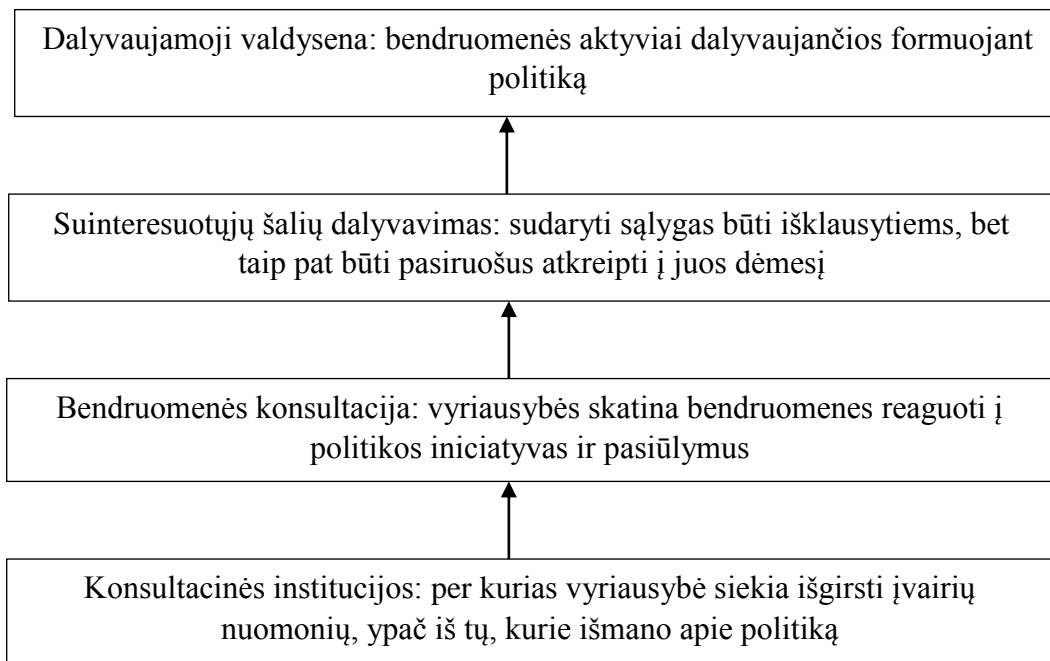 Dalyvaujamoji valdysena: bendruomenės aktyviai dalyvaujančios formuojant
politiką
Suinteresuotųjų šalių dalyvavimas: sudaryti sąlygas būti išklausytiems, bet
taip pat būti pasiruošus atkreipti į juos dėmesį
Bendruomenės konsultacija: vyriausybės skatina bendruomenes reaguoti į
politikos iniciatyvas ir pasiūlymus
Konsultacinės institucijos: per kurias vyriausybė siekia išgirsti įvairių
nuomonių, ypač iš tų, kurie išmano apie politiką